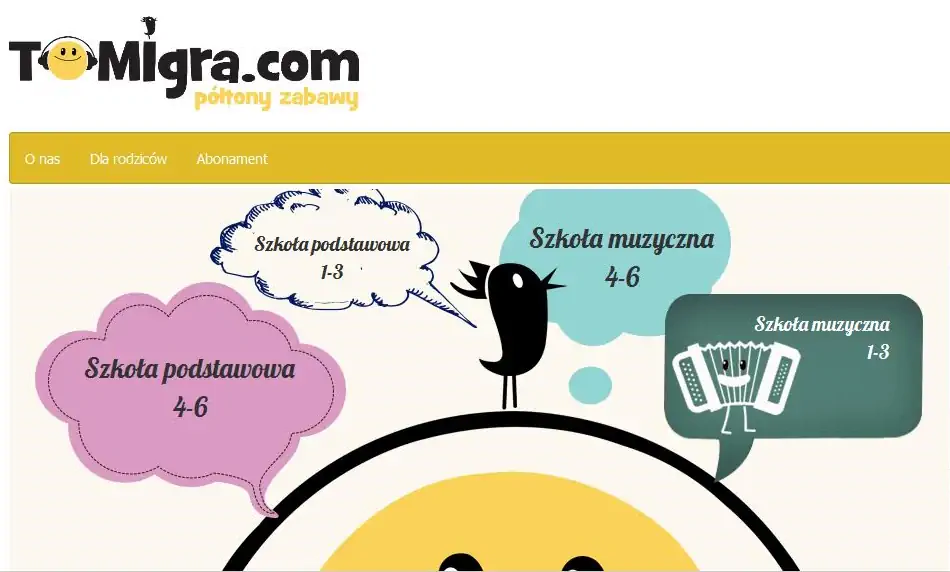 ToMigra.com
półtony zabawy
O nas Dla rodziców Abonament
Szkoła podstawowa
1-3
Szkoła muzyczna
4-6
Szkoła muzyczna
1-3
Szkoła podstawowa
4-6